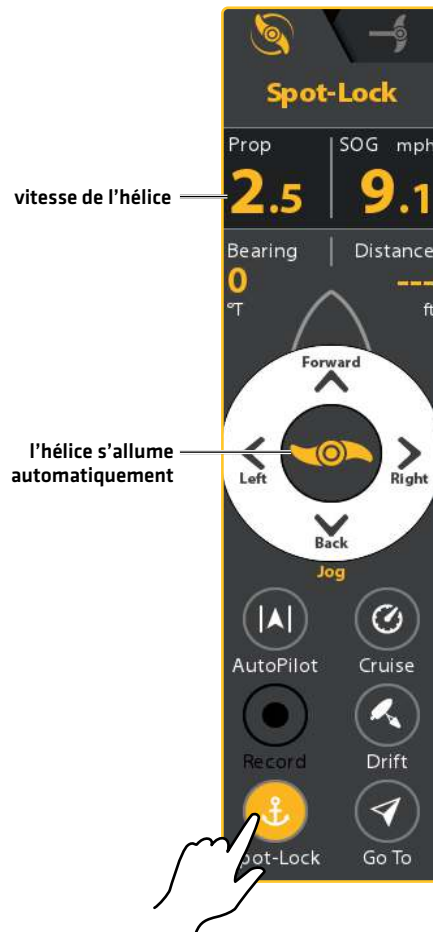 Spot-Lock
Prop
SOG mph
vitesse de l'hélice
2.5
9.1
Bearing
Distance
0
---
°T
ft
Forward
l'hélice s'allume
automatiquement
Left
Right
Back
Jog
AutoPilot
Cruise
Record
Drift
pot-Lock
Go To